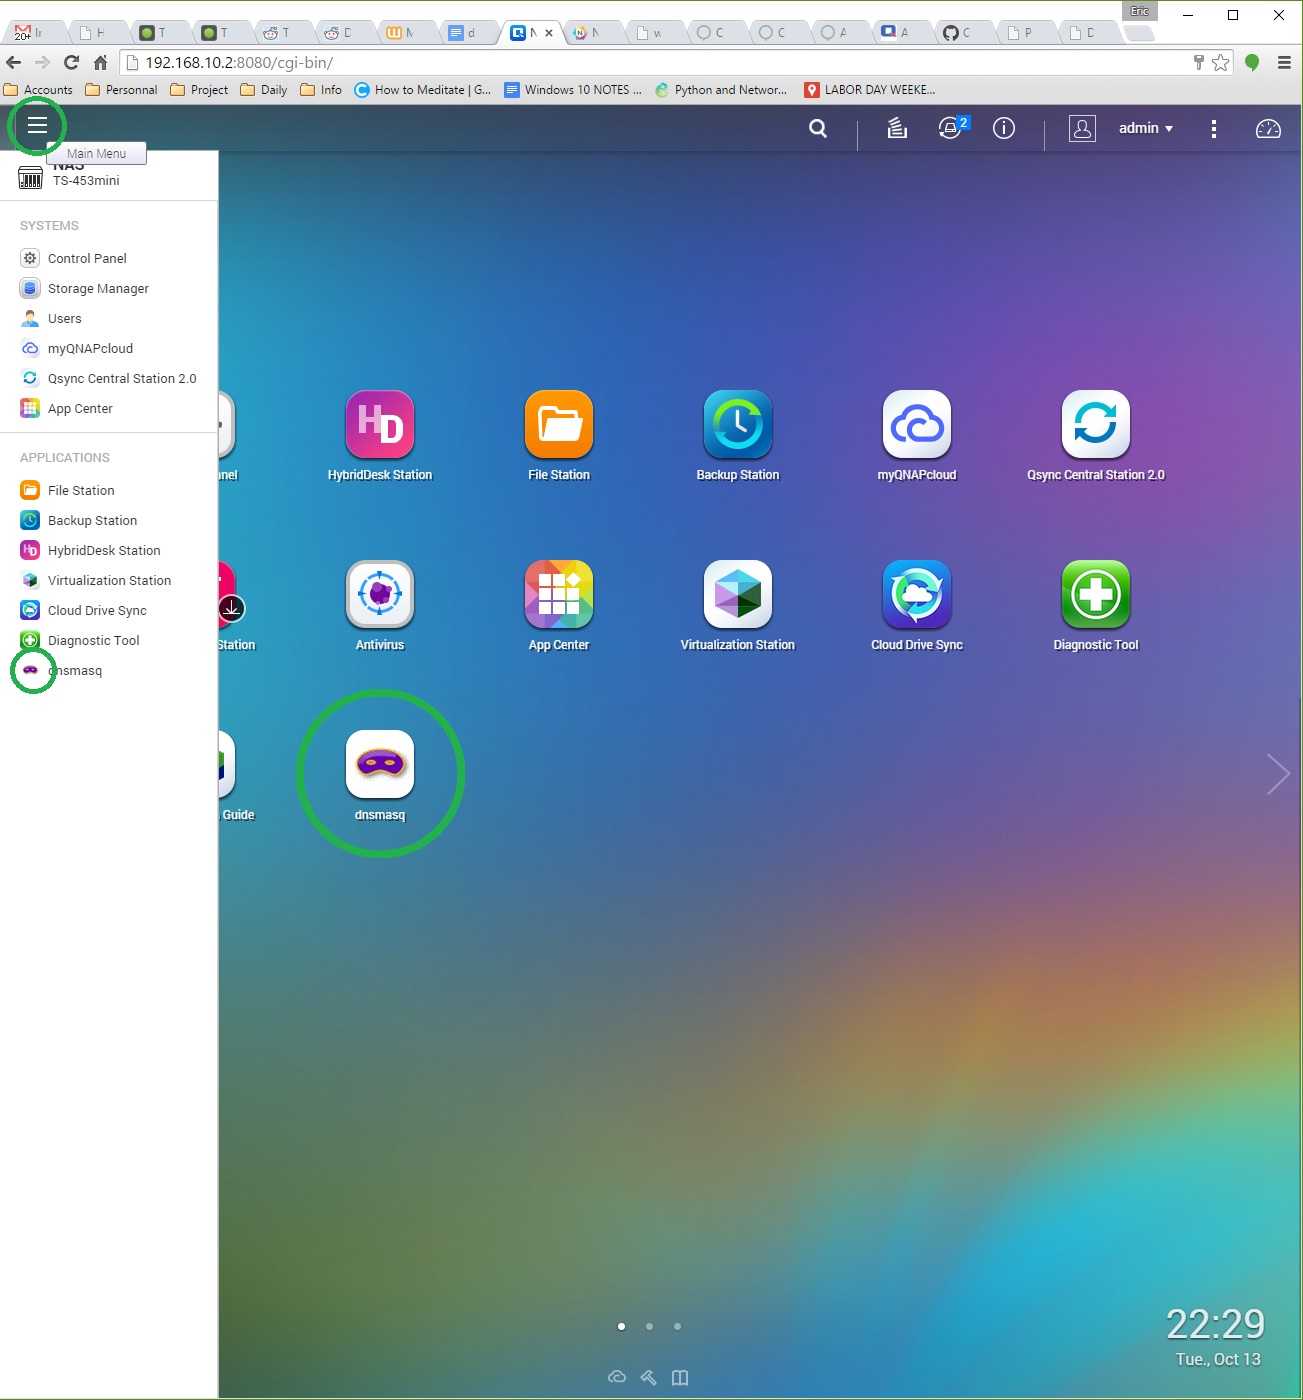 Eric
20+
192.168.10.2:8080/cgi-bin/
Accounts
Personnal
Project
Daily
Info
How to Meditate | G...
Windows 10 NOTES ...
Python and Networ...
LABOR DAY WEEKE...
2
admin
Main Menu
NAS
TS-453mini
SYSTEMS
Control Panel
Storage Manager
Users
myQNAPcloud
Qsync Central Station 2.0
App Center
APPLICATIONS
File Station
Backup Station
HybridDesk Station
Virtualization Station
Cloud Drive Sync
Diagnostic Tool
dnsmasq
HD
nel
HybridDesk Station
File Station
Backup Station
myQNAPcloud
Qsync Central Station 2.0
Station
Antivirus
App Center
Virtualization Station
Cloud Drive Sync
Diagnostic Tool
Guide
dnsmasq
22:29
Tue., Oct 13